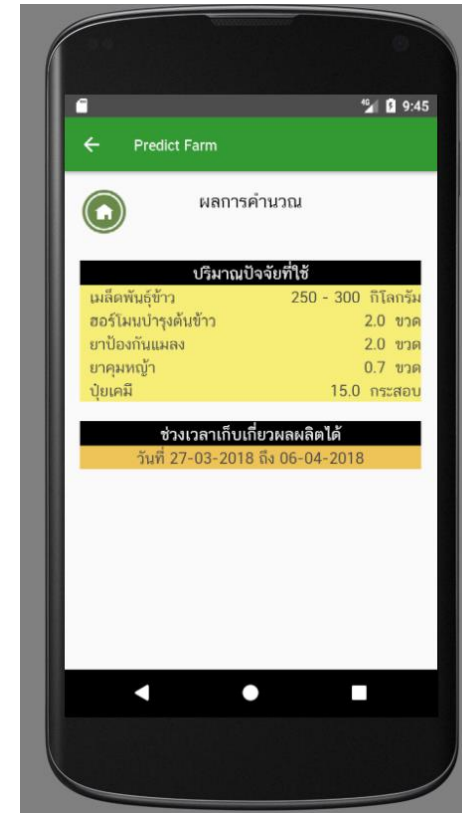 4G 9:45
Predict Farm
ผลการคำนวณ
ปริมาณปัจจัยที่ใช้
เมล็ดพันธุ์ข้าว 250 - 300 กิโลกรัม
ฮอร์โมนบำรุงต้นข้าว 2.0 ขวด
ยาป้องกันแมลง 2.0 ขวด
ยาคุมหญ้า 0.7 ขวด
ปุ๋ยเคมี 15.0 กระสอบ
ช่วงเวลาเก็บเกี่ยวผลผลิตได้
วันที่ 27-03-2018 ถึง 06-04-2018